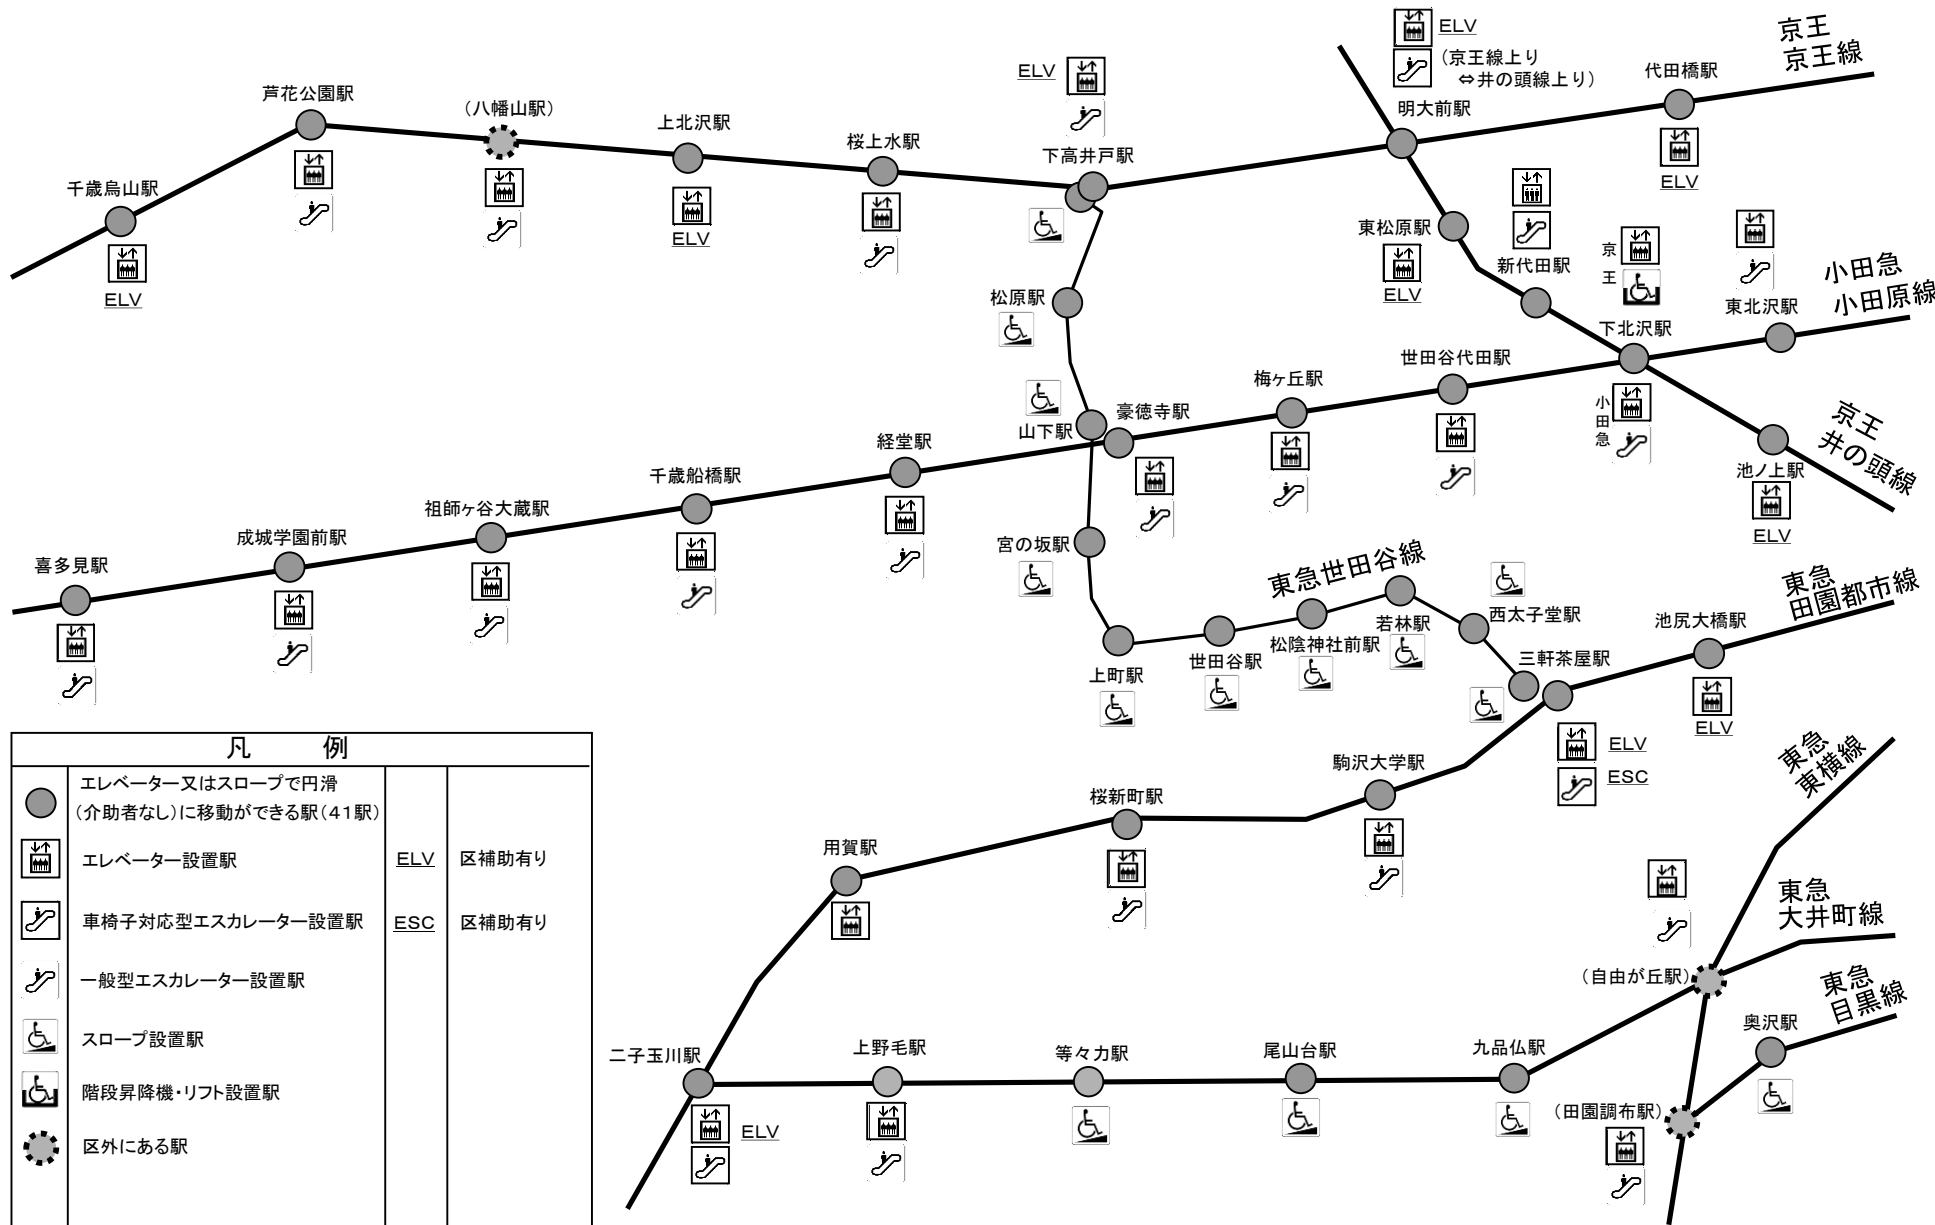 京王
京王線
ELV
(京王線上り
⇔井の頭線上り)
代田橋駅
ELV
明大前駅
ELV
芦花公園駅
(八幡山駅)
上北沢駅
ELV
桜上水駅
下高井戸駅
千歳烏山駅
ELV
東松原駅
ELV
新代田駅
京
王
小田急
小田原線
東北沢駅
下北沢駅
小
田
急
松原駅
世田谷代田駅
梅ヶ丘駅
豪徳寺駅
山下駅
経堂駅
千歳船橋駅
祖師ヶ谷大蔵駅
成城学園前駅
喜多見駅
京王
井の頭線
池ノ上駅
ELV
宮の坂駅
東急世田谷線
上町駅
世田谷駅
松陰神社前駅
若林駅
西太子堂駅
三軒茶屋駅
ELV
ESC
東急
田園都市線
池尻大橋駅
ELV
駒沢大学駅
桜新町駅
用賀駅
東急
東横線
東急
大井町線
(自由が丘駅)
東急
目黒線
奥沢駅
(田園調布駅)
二子玉川駅
ELV
上野毛駅
等々力駅
尾山台駅
九品仏駅
凡 例
エレベーター又はスロープで円滑
(介助者なし)に移動ができる駅(41駅)
エレベーター設置駅 ELV 区補助有り
車椅子対応型エスカレーター設置駅 ESC 区補助有り
一般型エスカレーター設置駅
スロープ設置駅
階段昇降機・リフト設置駅
区外にある駅